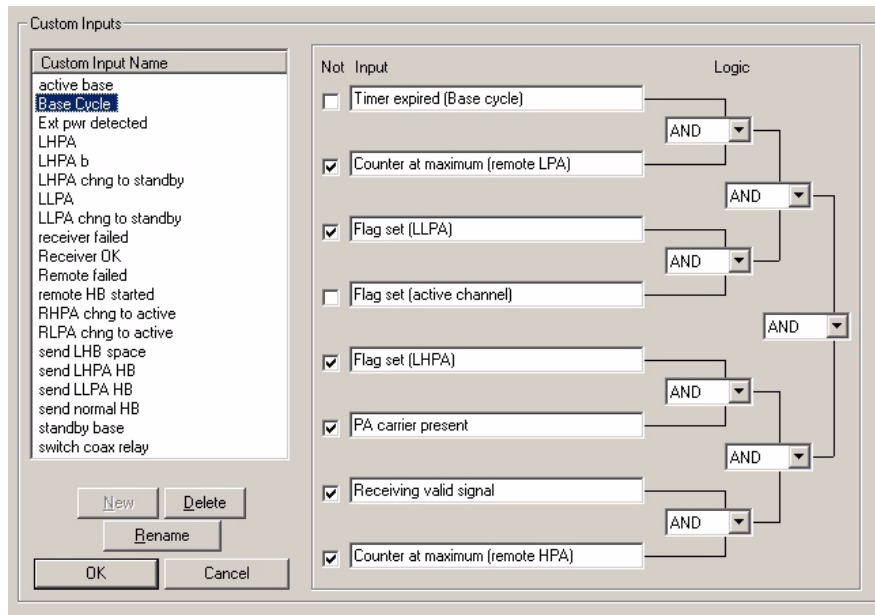 Custom Inputs
Custom Input Name
active base
Base Cycle
Ext pwr detected
LHPA
LHPA b
LHPA chng to standby
LLPA
LLPA chng to standby
receiver failed
Receiver OK
Remote failed
remote HB started
RHPA chng to active
RLPA chng to active
send LHB space
send LHPA HB
send LLPA HB
send normal HB
standby base
switch coax relay
New Delete
Rename
OK Cancel
Not Input Logic
Timer expired (Base cycle)
AND
Counter at maximum (remote LPA)
AND
Flag set (LLPA)
AND
Flag set (active channel)
AND
Flag set (LHPA)
AND
PA carrier present
AND
Receiving valid signal
AND
Counter at maximum (remote HPA)